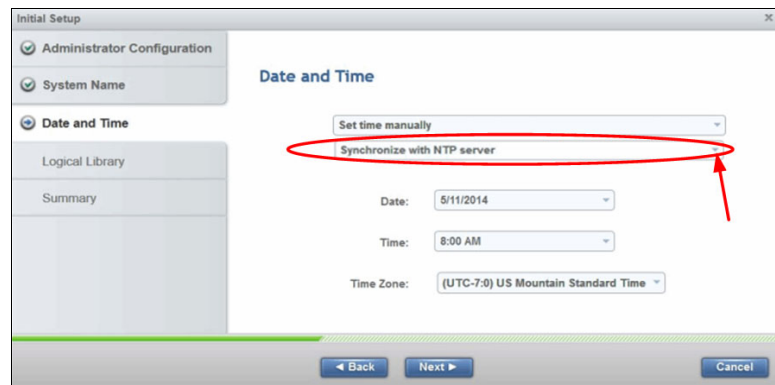 Initial Setup
Administrator Configuration
System Name
Date and Time
Logical Library
Summary
Date and Time
Set time manually
Synchronize with NTP server
Date: 5/11/2014
Time: 8:00 AM
Time Zone: (UTC-7:0) US Mountain Standard Time
Back Next Cancel